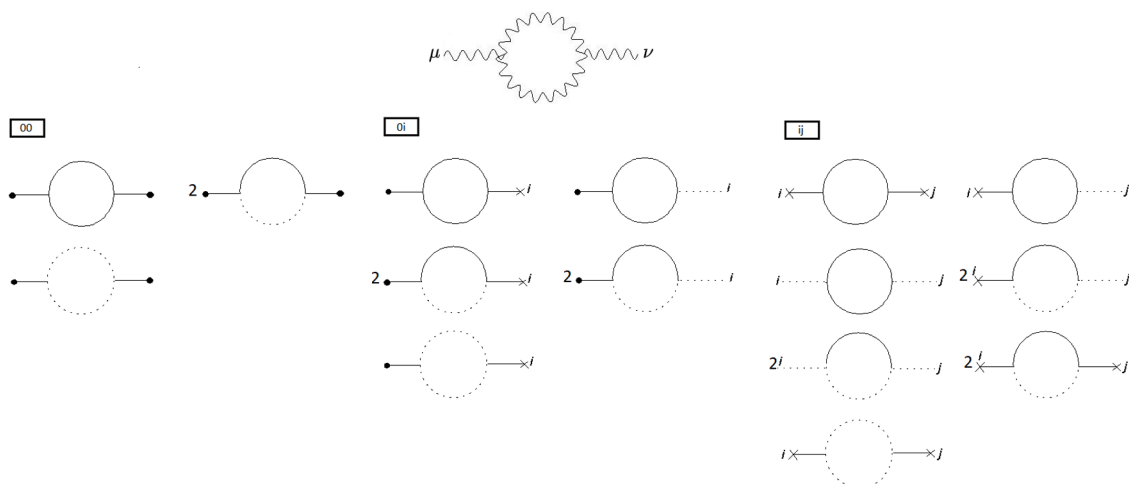 μ ν
00 0i ij
2 i i i j i j
2 i 2 i i j 2 i j
i 2 i j 2 i j
i j